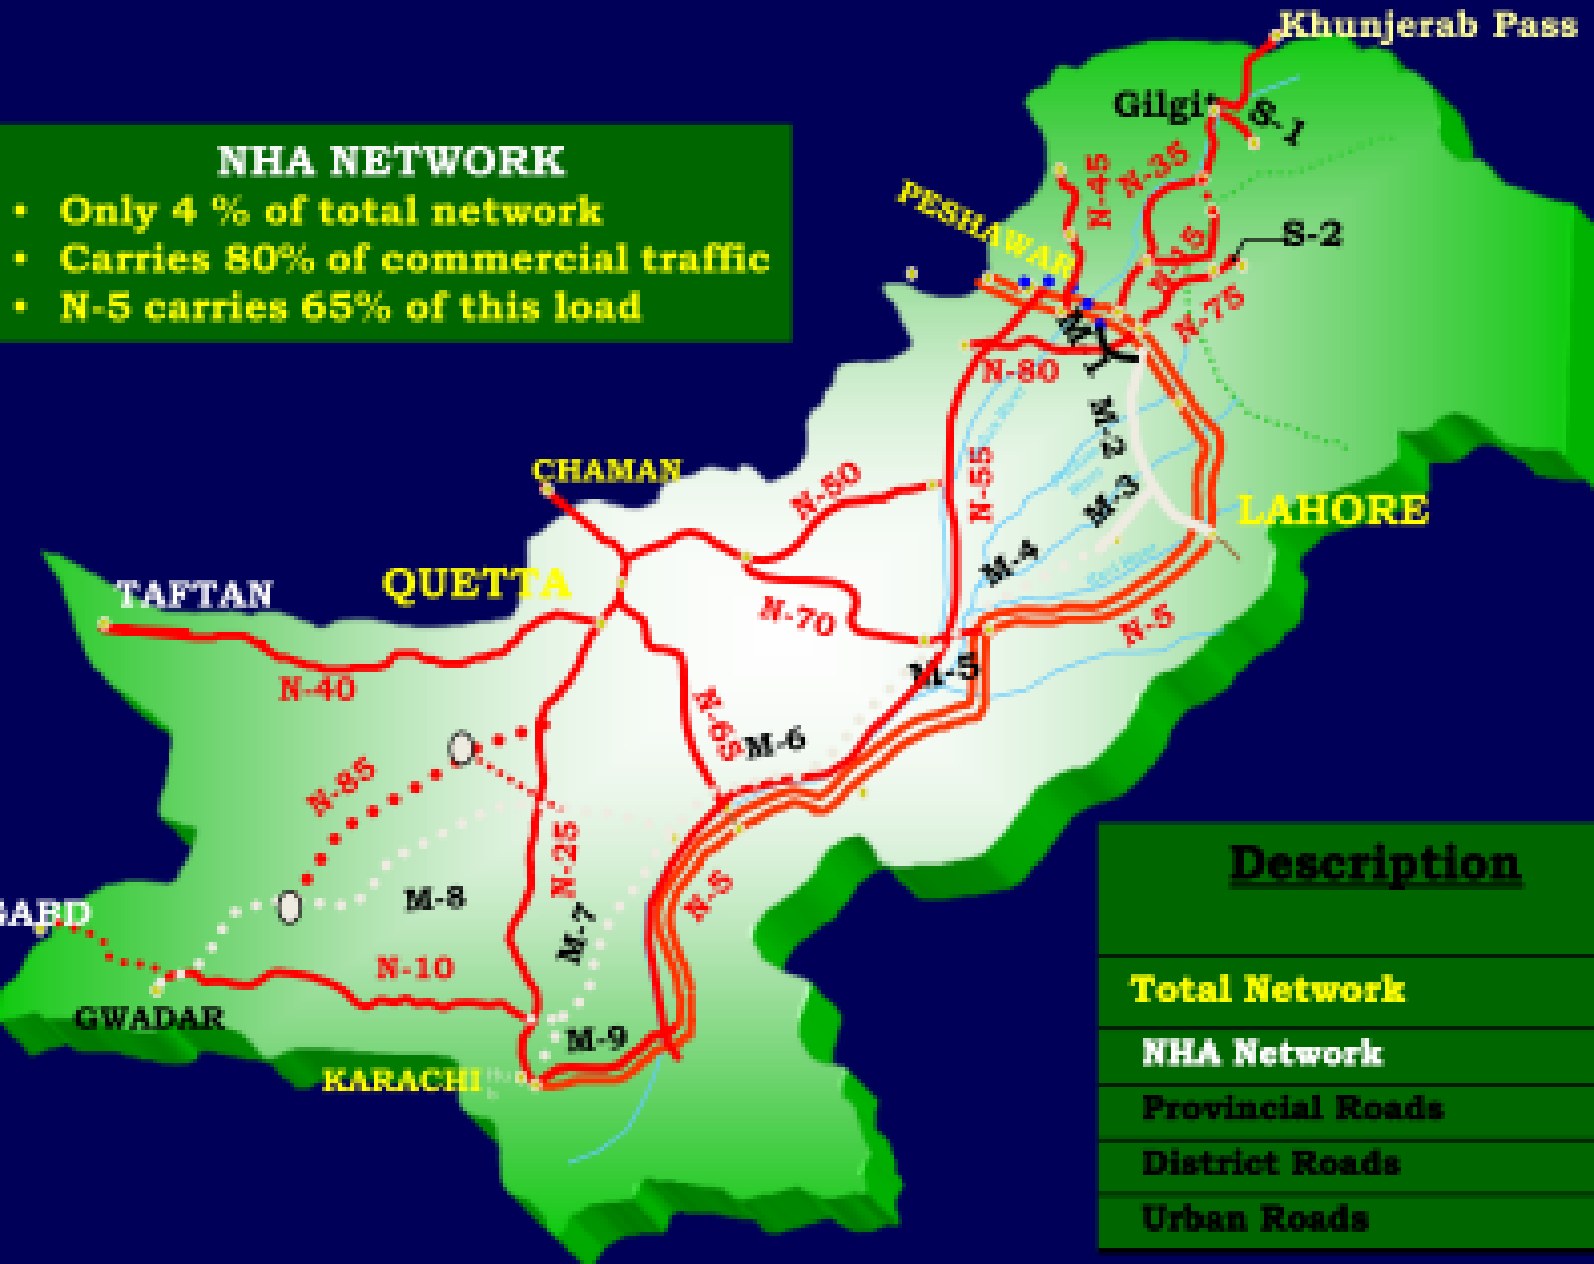 Khunjerab Pass
Gilgit
S-1
NHA NETWORK
• Only 4 % of total network
• Carries 80% of commercial traffic
• N-5 carries 65% of this load
N-45
N-35
PESHAWAR
S-2
N-15
N-75
M-1
N-80
M-2
CHAMAN
N-50
N-55
M-3
LAHORE
M-4
QUETTA
TAFTAN
N-70
N-5
M-5
N-40
N-65
M-6
N-85
N-25
Description
M-8
N-5
GABD
M-7
N-10
Total Network
GWADAR
M-9
NHA Network
KARACHI
Provincial Roads
District Roads
Urban Roads